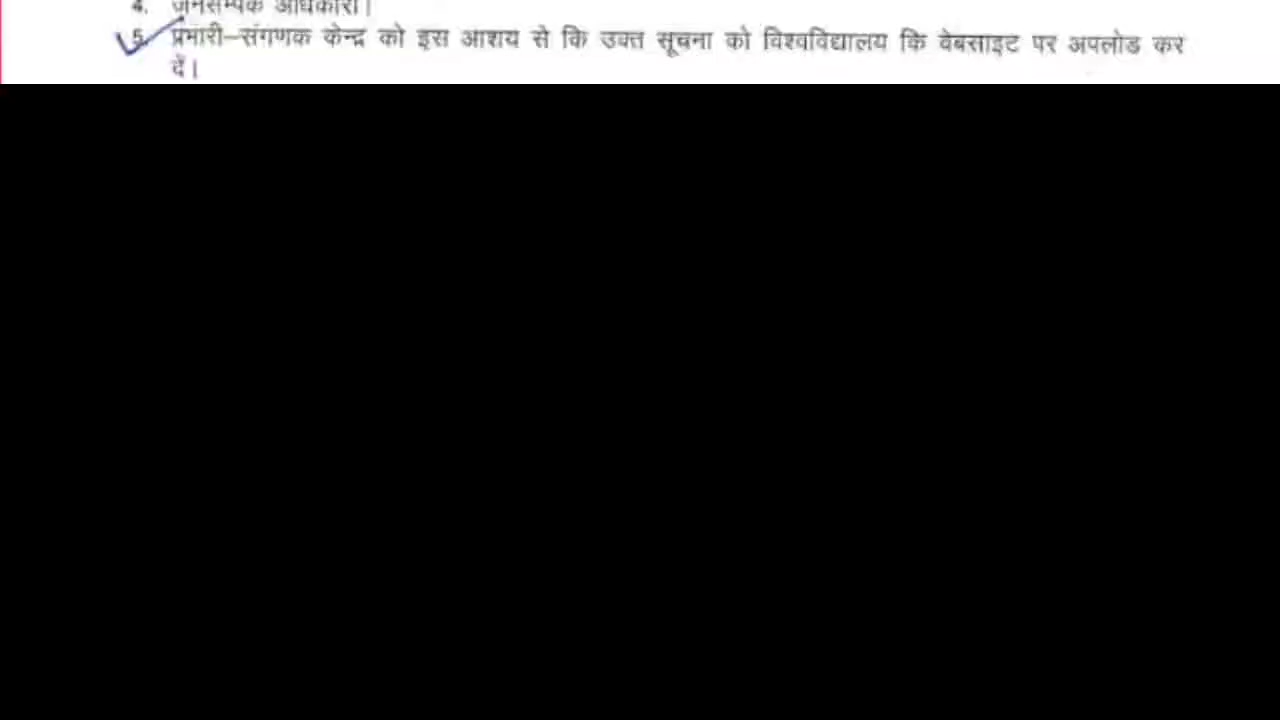 4. जनसम्पर्क अधिकारी।
5. प्रभारी–संगणक केन्द्र को इस आशय से कि उक्त सूचना को विश्वविद्यालय कि वेबसाइट पर अपलोड कर
दें।